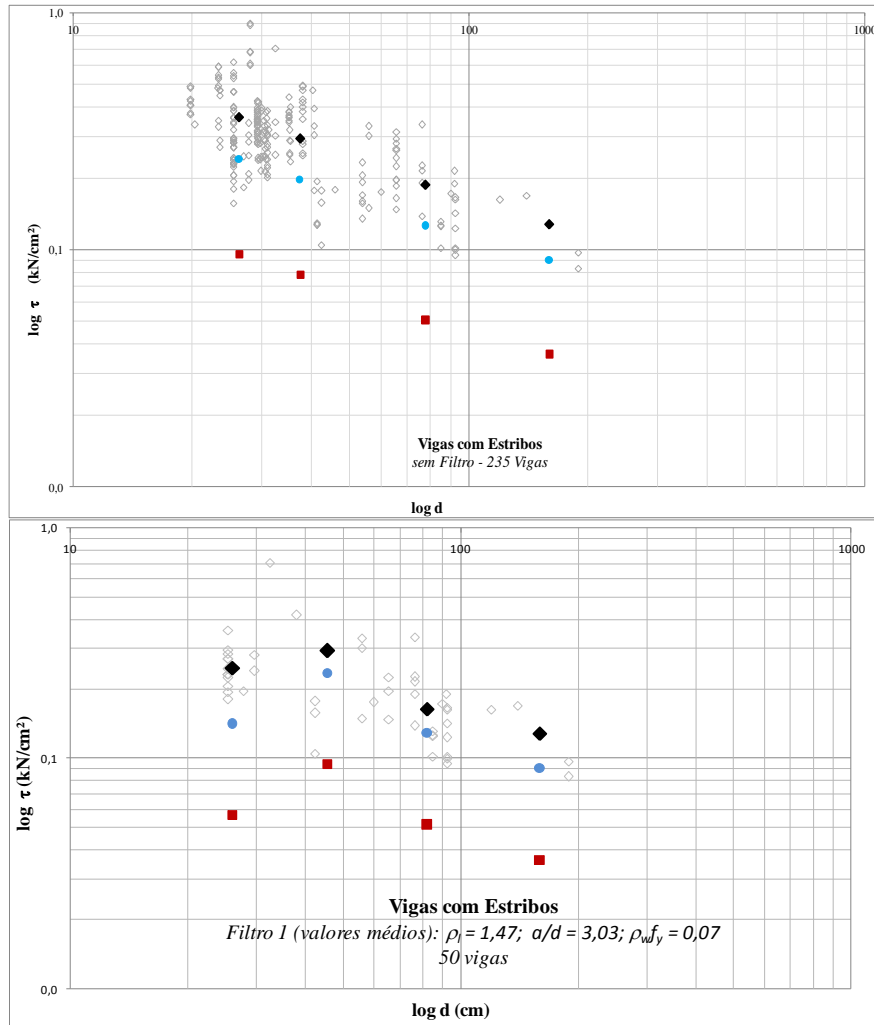 10
100
1000
1,0
0,1
0,0
log τ (kN/cm²)
Vigas com Estribos
sem Filtro - 235 Vigas
log d
10
100
1000
1,0
0,1
0,0
log τ (kN/cm²)
Vigas com Estribos
Filtro 1 (valores médios): ρl = 1,47; a/d = 3,03; ρwfy = 0,07
50 vigas
log d (cm)